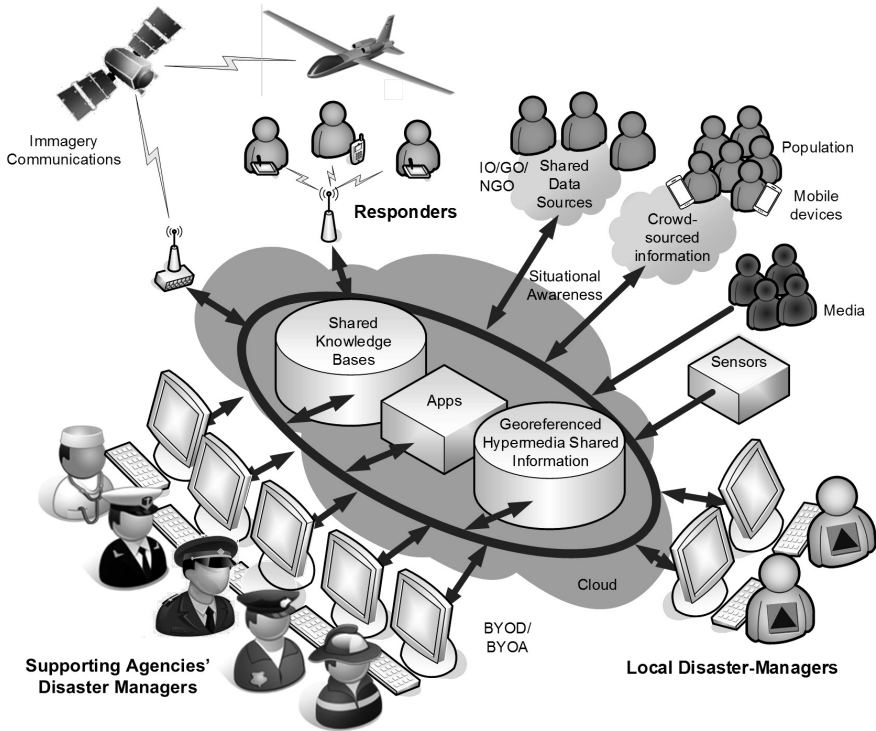 Immagery
Communications
Responders
IO/GO/
NGO
Shared
Data
Sources
Population
Mobile
devices
Crowd-
sourced
information
Situational
Awareness
Media
Sensors
Shared
Knowledge
Bases
Apps
Georeferenced
Hypermedia Shared
Information
Cloud
BYOD/
BYOA
Supporting Agencies’
Disaster Managers
Local Disaster-Managers